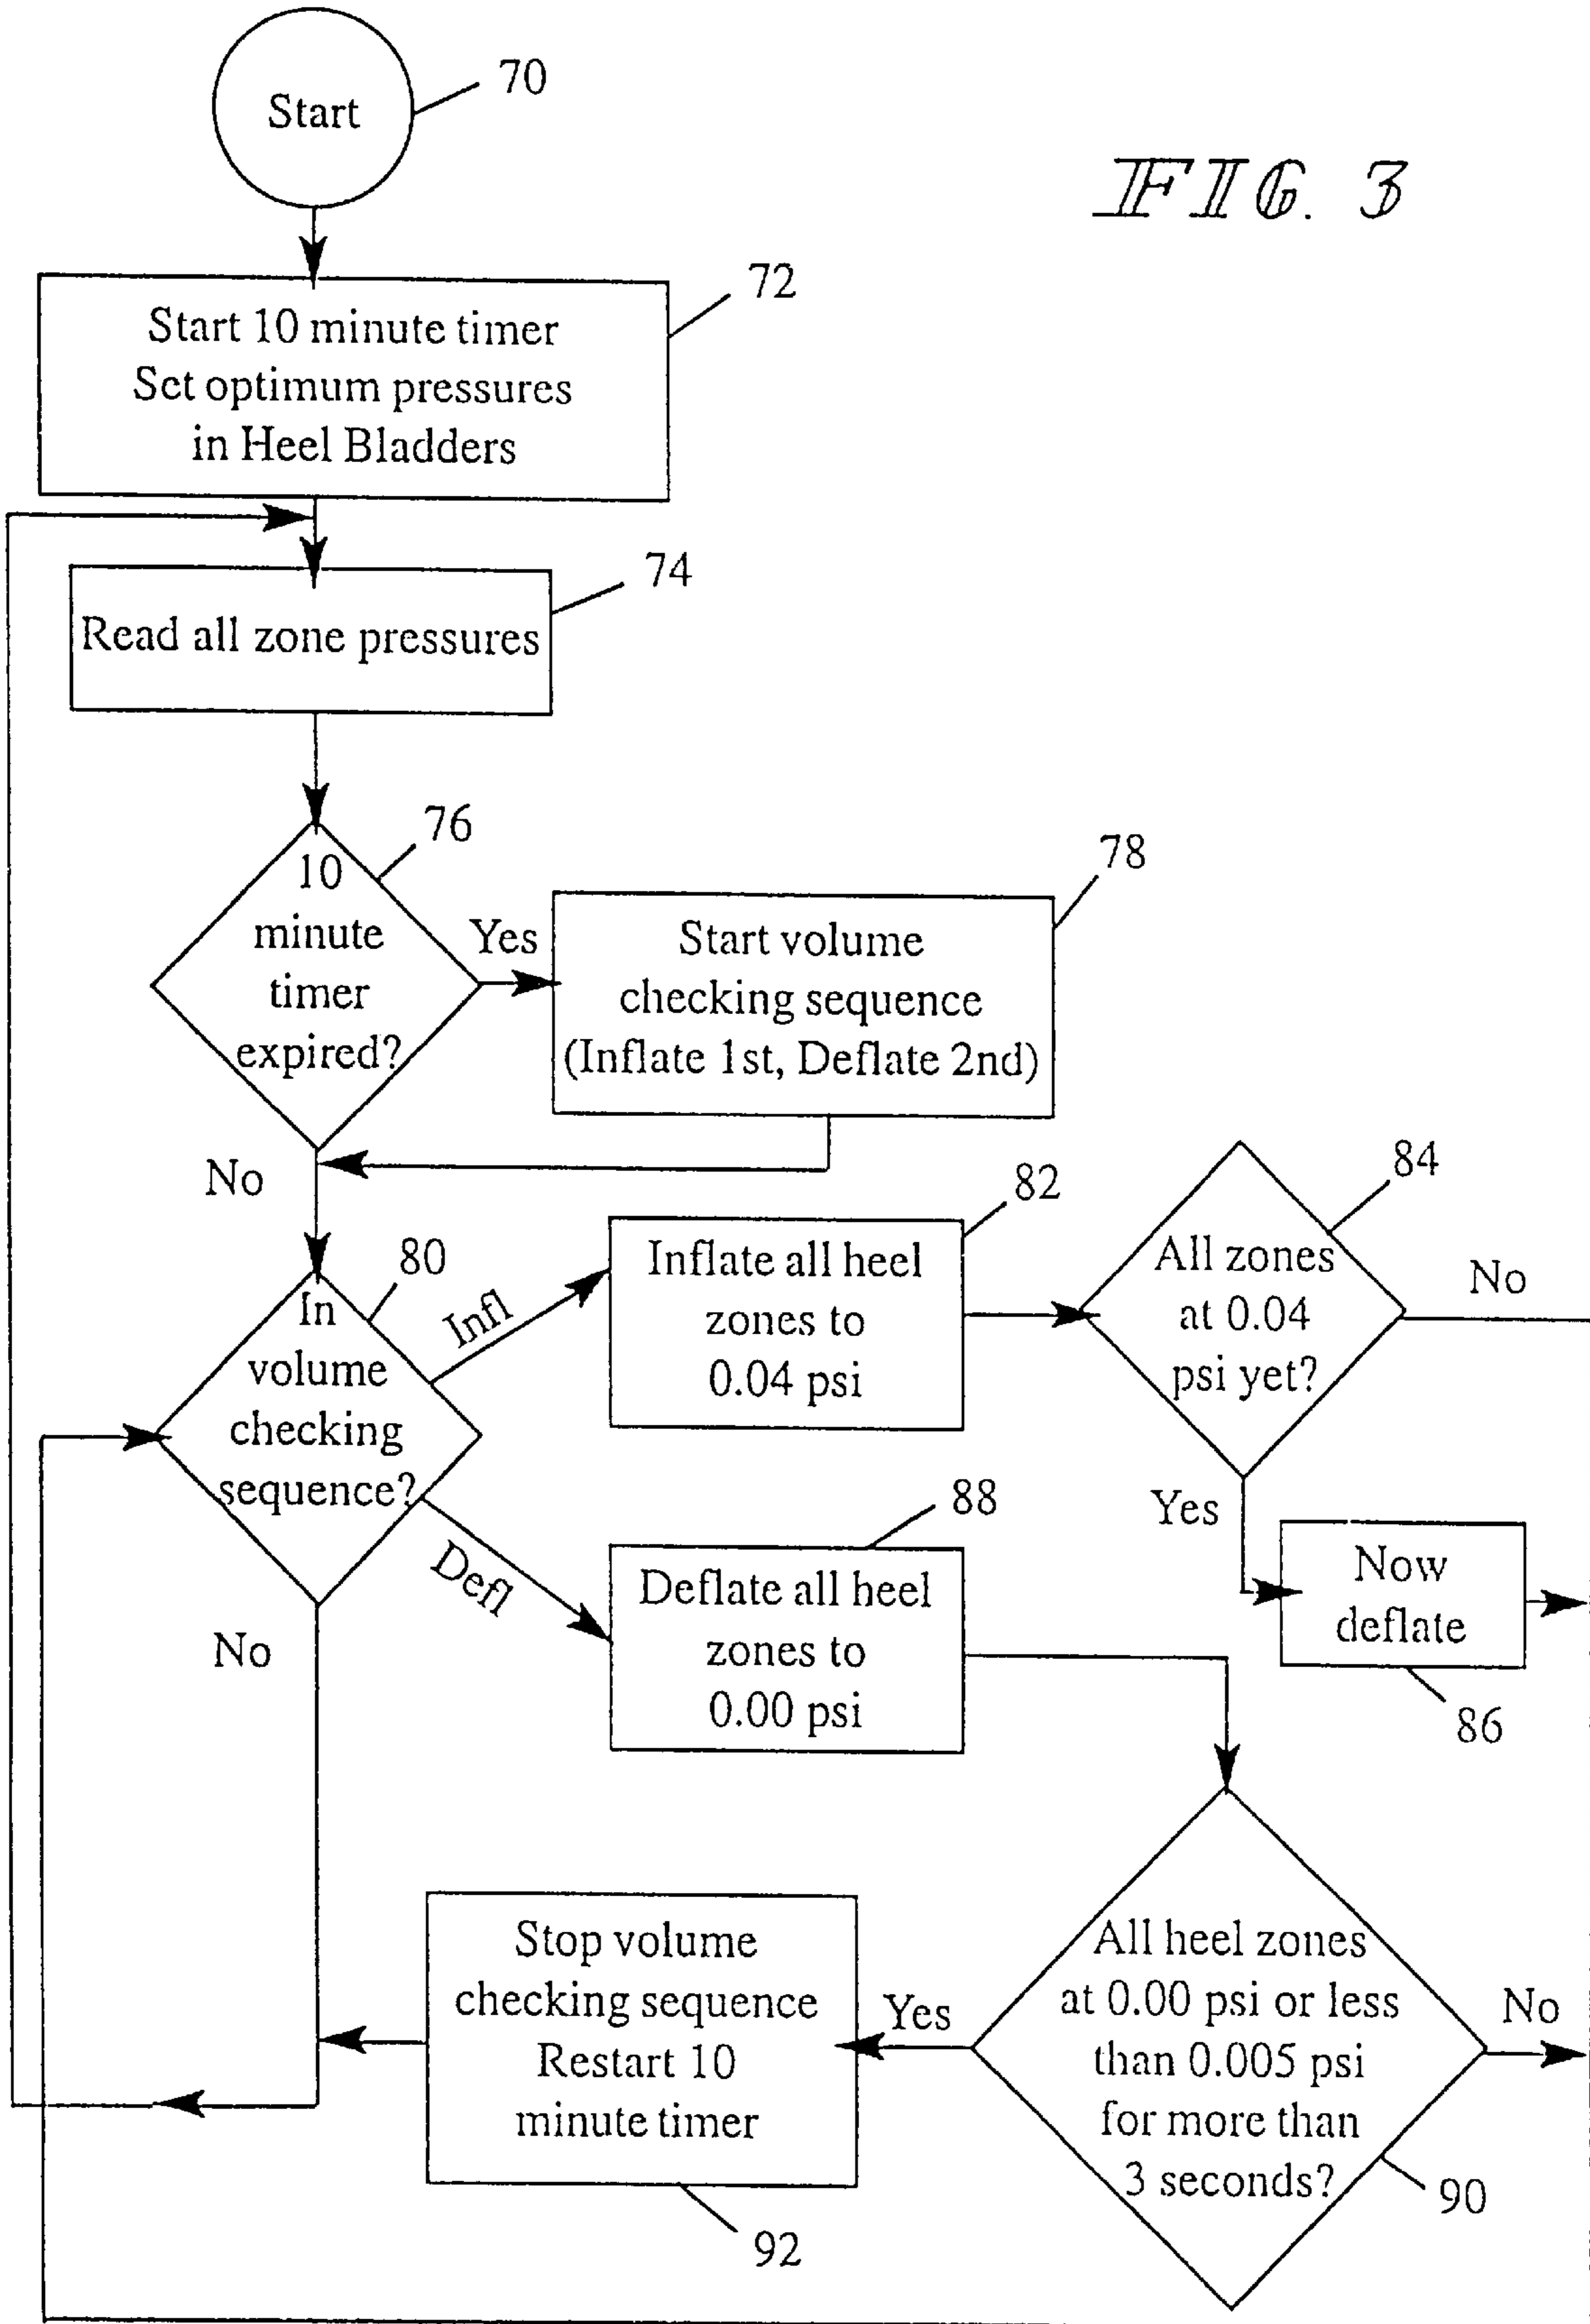 Start
70
FIG. 3
72
Start 10 minute timer
Set optimum pressures
in Heel Bladders
74
Read all zone pressures
76
10
minute
timer
expired?
Yes
78
Start volume
checking sequence
(Inflate 1st, Deflate 2nd)
No
80
In
volume
checking
sequence?
Infl
82
Inflate all heel
zones to
0.04 psi
84
All zones
at 0.04
psi yet?
No
Yes
Now
deflate
86
Defl
88
Deflate all heel
zones to
0.00 psi
No
All heel zones
at 0.00 psi or less
than 0.005 psi
for more than
3 seconds?
No
90
Yes
Stop volume
checking sequence
Restart 10
minute timer
92